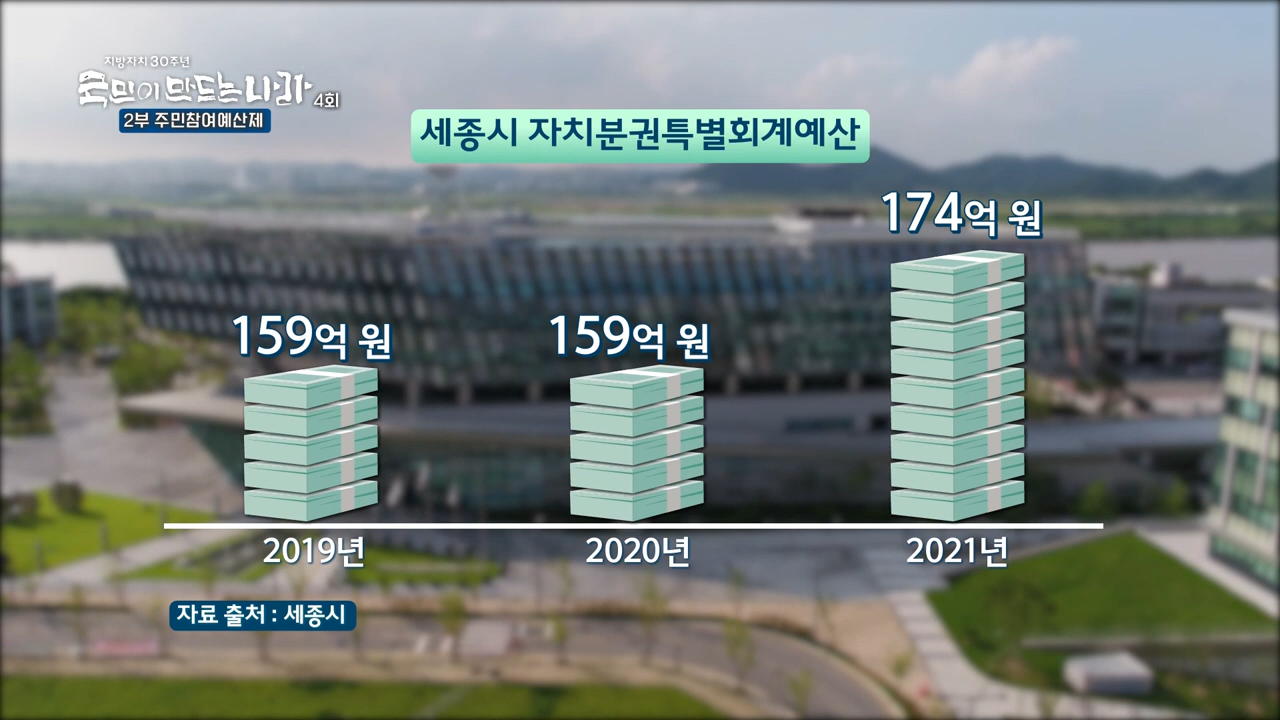 지방자치 30주년
국민이 만드는 나라 4회
2부 주민참여예산제
세종시 자치분권특별회계예산
159억 원
159억 원
174억 원
2019년
2020년
2021년
자료 출처 : 세종시